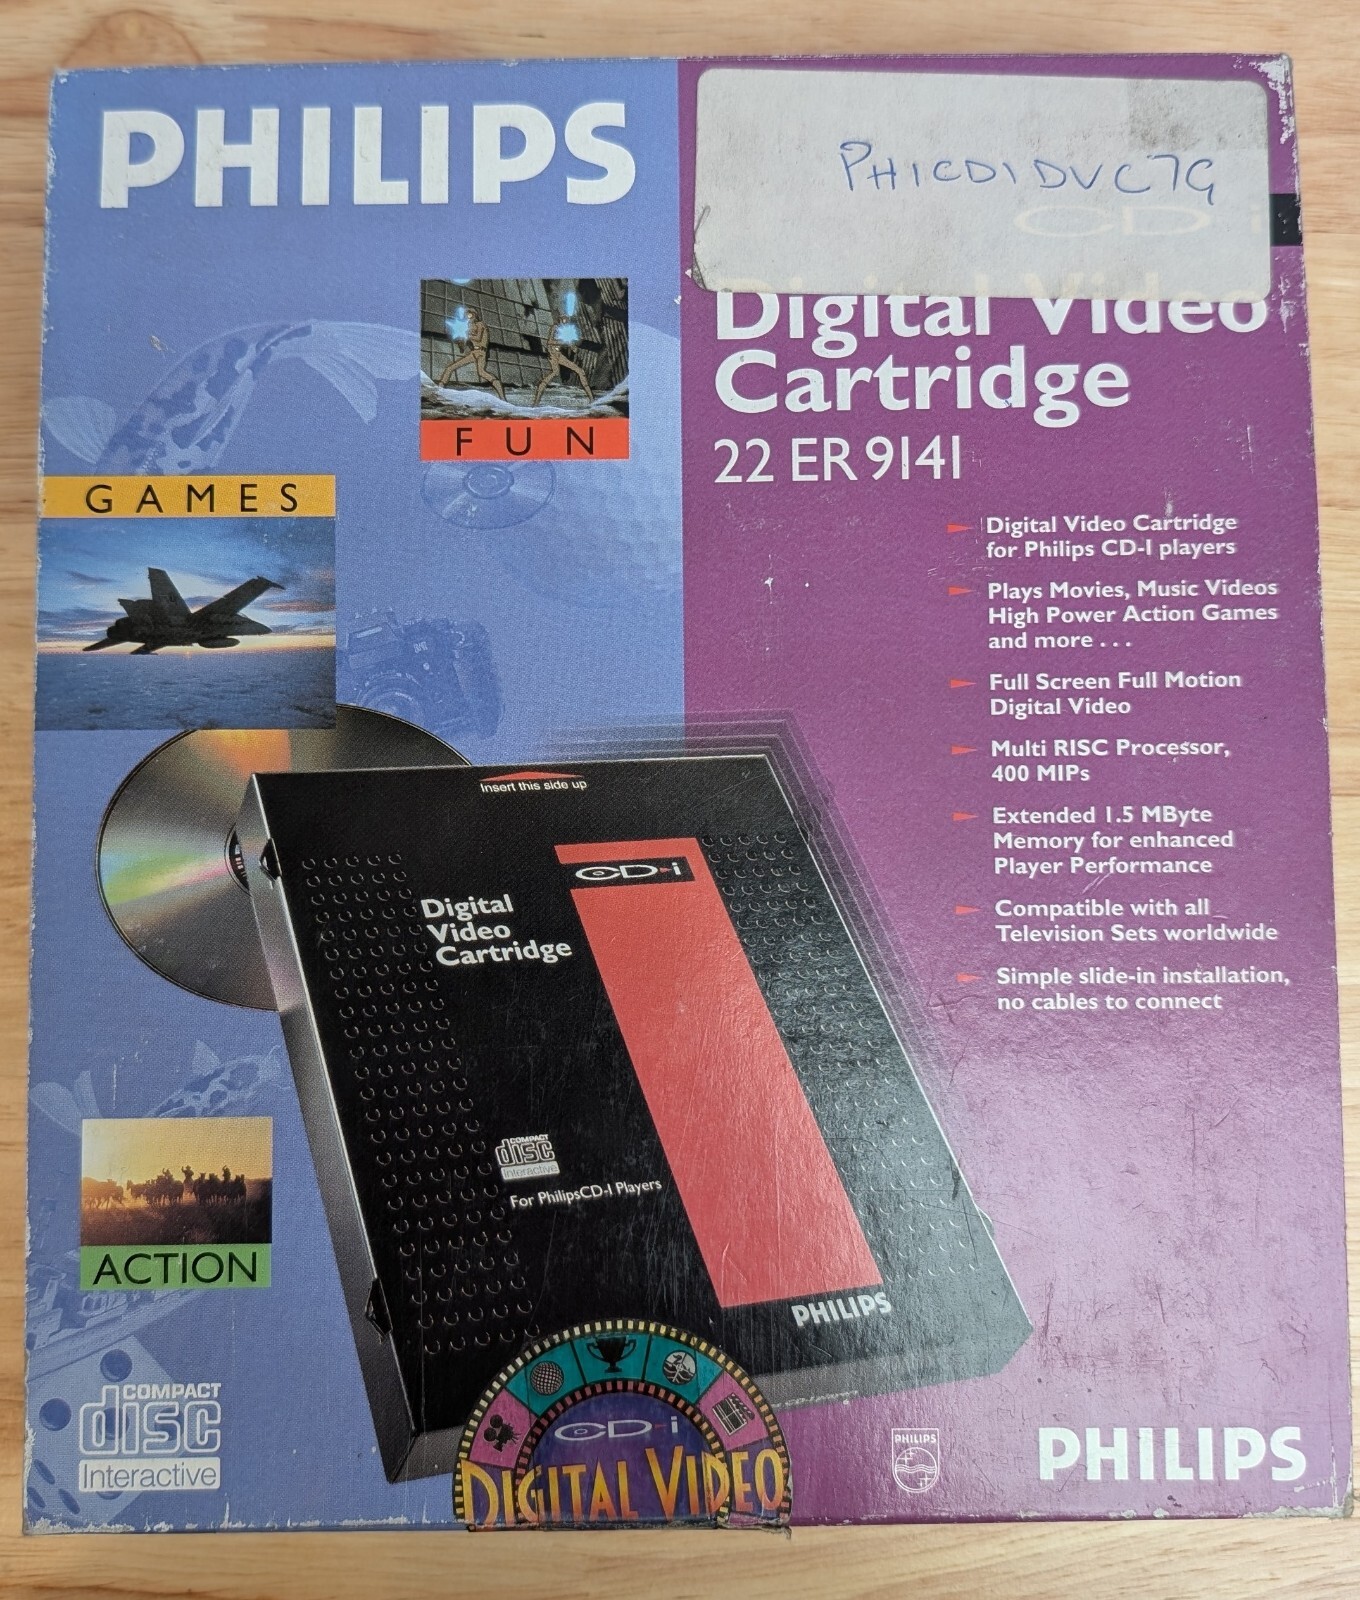 PHILIPS
PHICDIDVC7G
CD i
Digital Video
Cartridge
22 ER 9141
FUN
GAMES
Digital Video Cartridge
for Philips CD-I players
Plays Movies, Music Videos
High Power Action Games
and more . . .
Full Screen Full Motion
Digital Video
Multi RISC Processor,
400 MIPs
Extended 1.5 MByte
Memory for enhanced
Player Performance
Compatible with all
Television Sets worldwide
Simple slide-in installation,
no cables to connect
Insert this side up
CD-i
Digital
Video
Cartridge
COMPACT
disc
Interactive
For PhilipsCD-I Players
PHILIPS
ACTION
COMPACT
disc
Interactive
CD-i
DIGITAL VIDEO
PHILIPS
PHILIPS